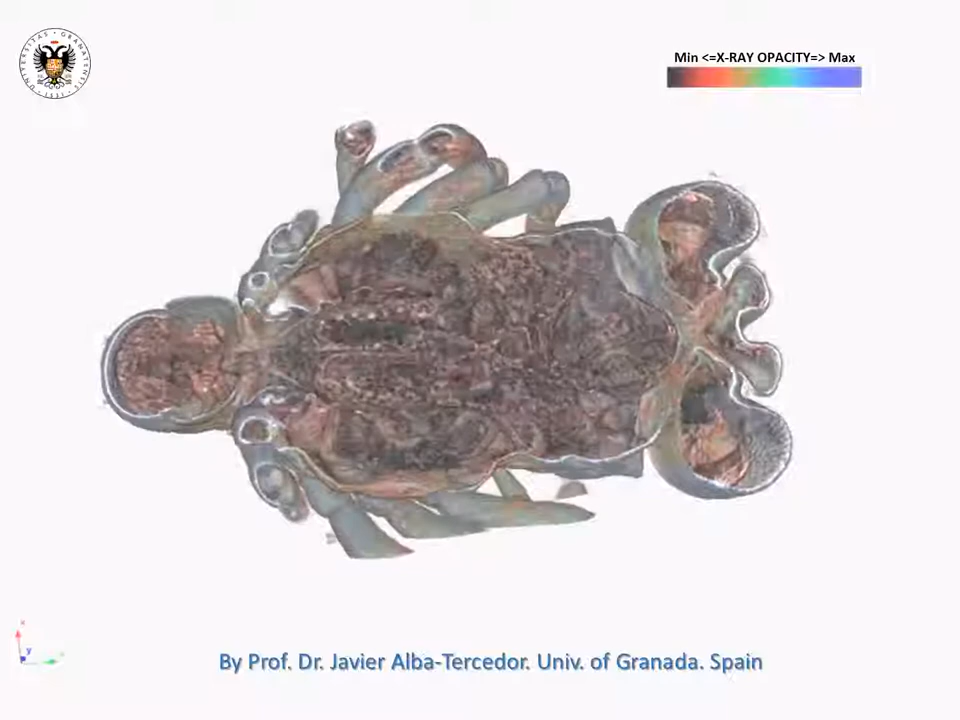 Min <=X-RAY OPACITY=> Max
By Prof. Dr. Javier Alba-Tercedor. Univ. of Granada. Spain